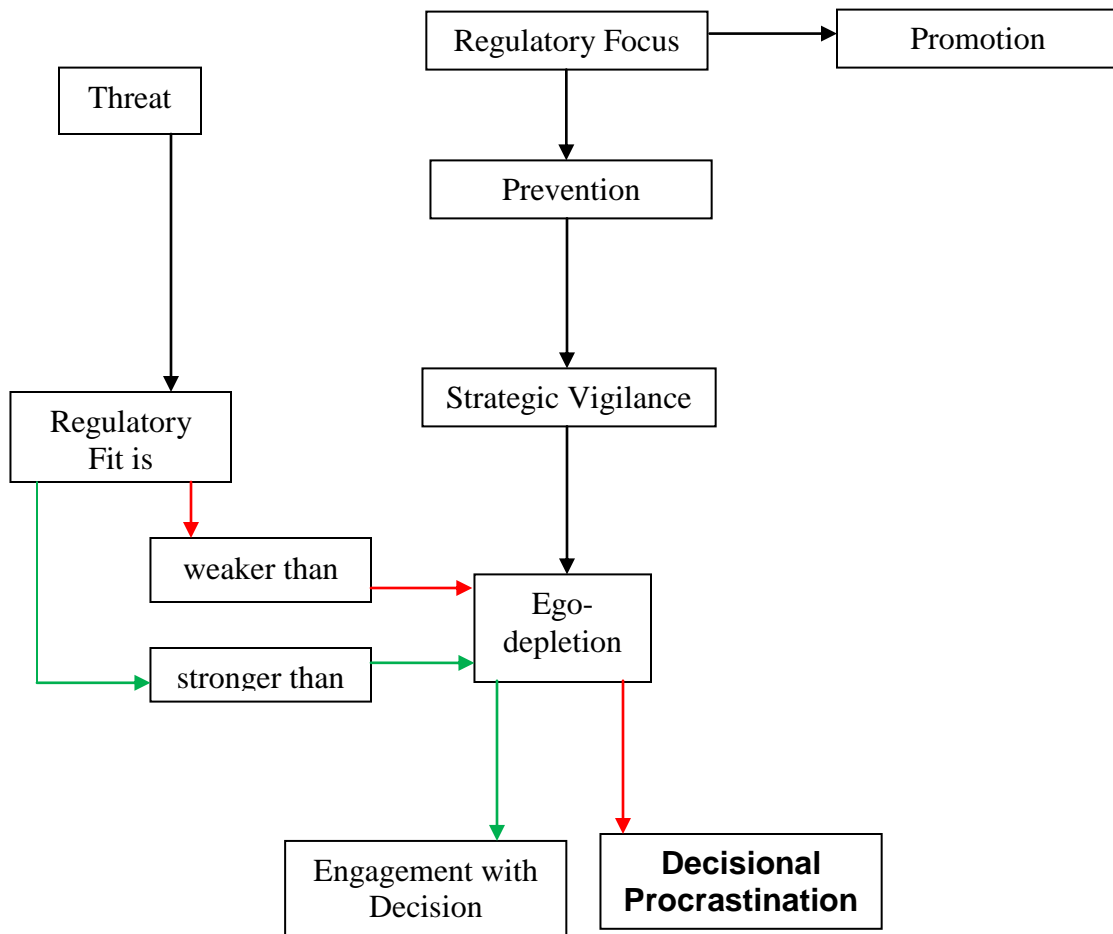 Regulatory Focus
Promotion
Threat
Prevention
Strategic Vigilance
Regulatory
Fit is
weaker than
Ego-
depletion
stronger than
Engagement with
Decision
Decisional
Procrastination